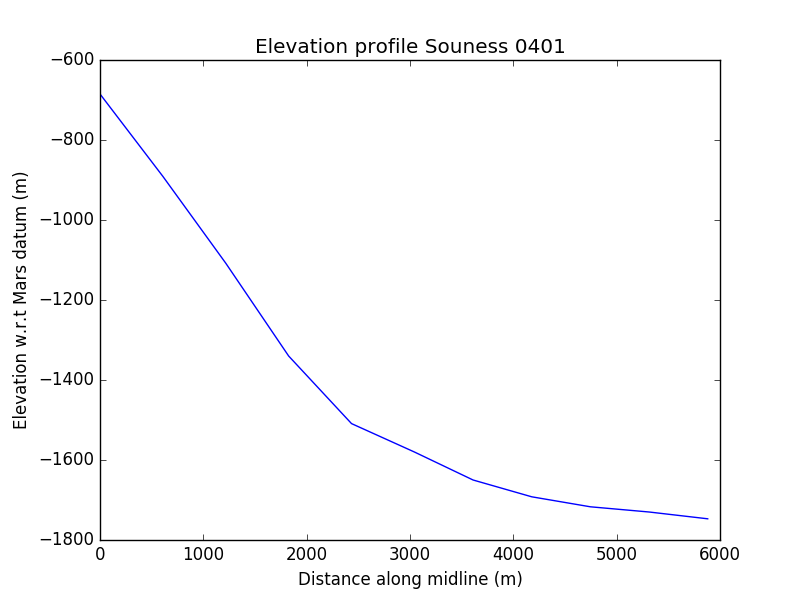 Elevation profile Souness 0401
−600
−800
−1000
−1200
−1400
−1600
−1800
Elevation w.r.t Mars datum (m)
0 1000 2000 3000 4000 5000 6000
Distance along midline (m)